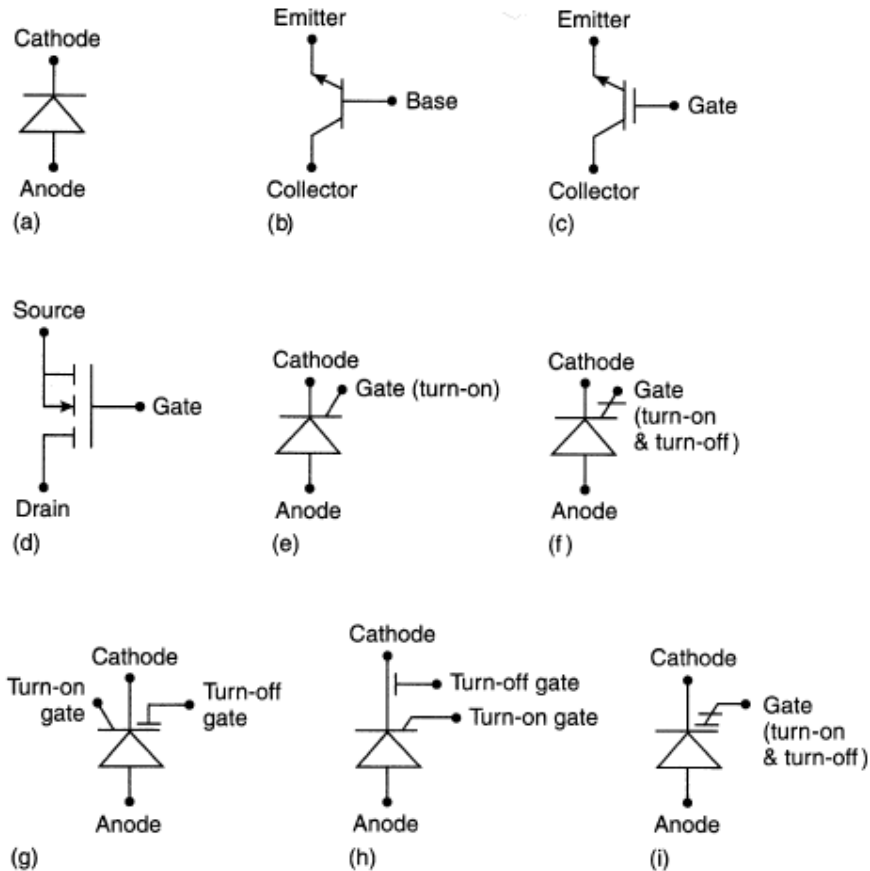 Cathode
Anode
(a)
Emitter
Base
Collector
(b)
Emitter
Gate
Collector
(c)
Source
Gate
Drain
(d)
Cathode
Gate (turn-on)
Anode
(e)
Cathode
Gate
(turn-on
& turn-off)
Anode
(f)
Cathode
Turn-on
gate
Turn-off
gate
Anode
(g)
Cathode
Turn-off gate
Turn-on gate
Anode
(h)
Cathode
Gate
(turn-on
& turn-off)
Anode
(i)